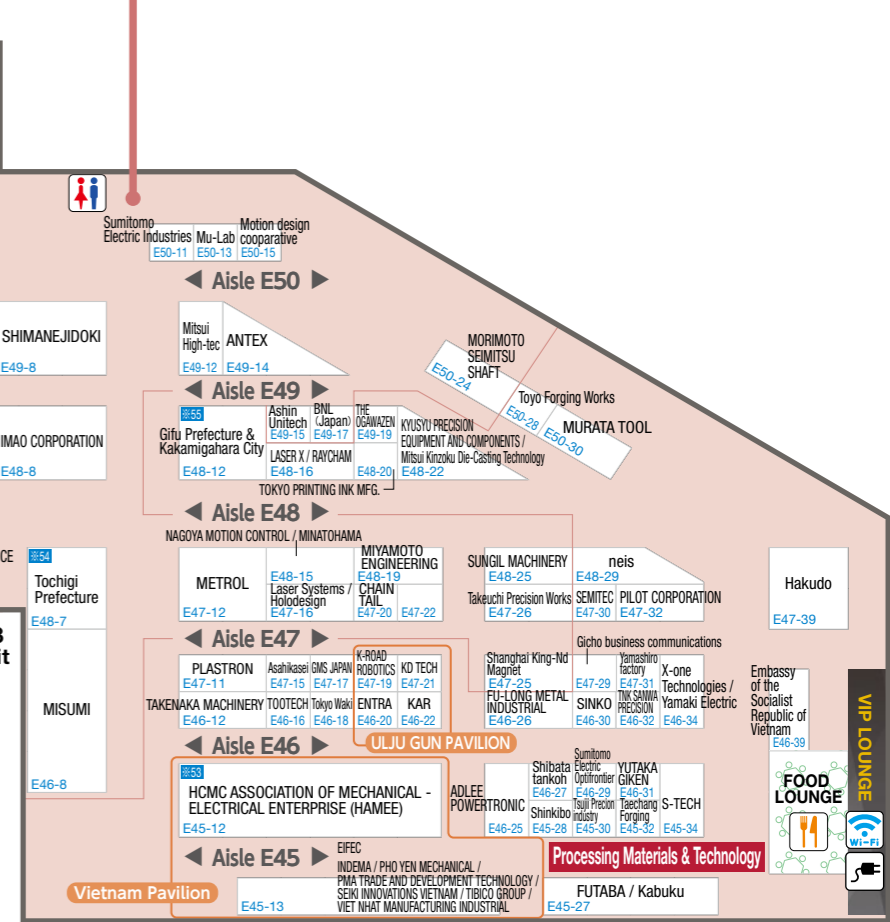 Sumitomo
Electric Industries
E50-11
Mu-Lab
E50-13
Motion design
cooparative
E50-15
◀ Aisle E50 ▶
SHIMANEJIDOKI
E49-8
Mitsui
High-tec
E49-12
ANTEX
E49-14
MORIMOTO
SEIMITSU
SHAFT
E50-24
Toyo Forging Works
E50-28
MURATA TOOL
E50-30
◀ Aisle E49 ▶
IMAO CORPORATION
E48-8
※55
Gifu Prefecture &
Kakamigahara City
E48-12
Ashin
Unitech
E49-15
BNL
(Japan)
E49-17
THE
OGAWAZEN
E49-19
LASER X / RAYCHAM
E48-16
E48-20
TOKYO PRINTING INK MFG.
KYUSYU PRECISION
EQUIPMENT AND COMPONENTS /
Mitsui Kinzoku Die-Casting Technology
E48-22
◀ Aisle E48 ▶
NAGOYA MOTION CONTROL / MINATOHAMA
E48-15
CE
※54
Tochigi
Prefecture
E48-7
METROL
E47-12
Laser Systems /
Holodesign
E47-16
MIYAMOTO
ENGINEERING
E48-19
CHAIN
TAIL
E47-20
E47-22
SUNGIL MACHINERY
E48-25
neis
E48-29
Takeuchi Precision Works
E47-26
SEMITEC
E47-30
PILOT CORPORATION
E47-32
Hakudo
E47-39
◀ Aisle E47 ▶
MISUMI
E46-8
PLASTRON
E47-11
Asahikasei
E47-15
GMS JAPAN
E47-17
K-ROAD
ROBOTICS
E47-19
KD TECH
E47-21
TAKENAKA MACHINERY
E46-12
TOOTECH
E46-16
Tokyo Waki
E46-18
ENTRA
E46-20
KAR
E46-22
ULJU GUN PAVILION
Gicho business communications
E47-29
Shanghai King-Nd
Magnet
E47-25
FU-LONG METAL
INDUSTRIAL
E46-26
SINKO
E46-30
Yamashiro
factory
E47-31
TNK SANWA
PRECISION
E46-32
X-one
Technologies /
Yamaki Electric
E46-34
Embassy
of the
Socialist
Republic of
Vietnam
E46-39
VIP LOUNGE
◀ Aisle E46 ▶
※53
HCMC ASSOCIATION OF MECHANICAL -
ELECTRICAL ENTERPRISE (HAMEE)
E45-12
ADLEE
POWERTRONIC
E46-25
Shibata
tankoh
E46-27
Sumitomo
Electric
Optifrontier
E46-29
YUTAKA
GIKEN
E46-31
Shinkibo
E45-28
Tsujii Precion
industry
E45-30
Taechang
Forging
E45-32
S-TECH
E45-34
FOOD
LOUNGE
Wi-Fi
◀ Aisle E45 ▶
Processing Materials & Technology
Vietnam Pavilion
E45-13
EIFEC
INDEMA / PHO YEN MECHANICAL /
PMA TRADE AND DEVELOPMENT TECHNOLOGY /
SEIKI INNOVATIONS VIETNAM / TIBICO GROUP /
VIET NHAT MANUFACTURING INDUSTRIAL
FUTABA / Kabuku
E45-27